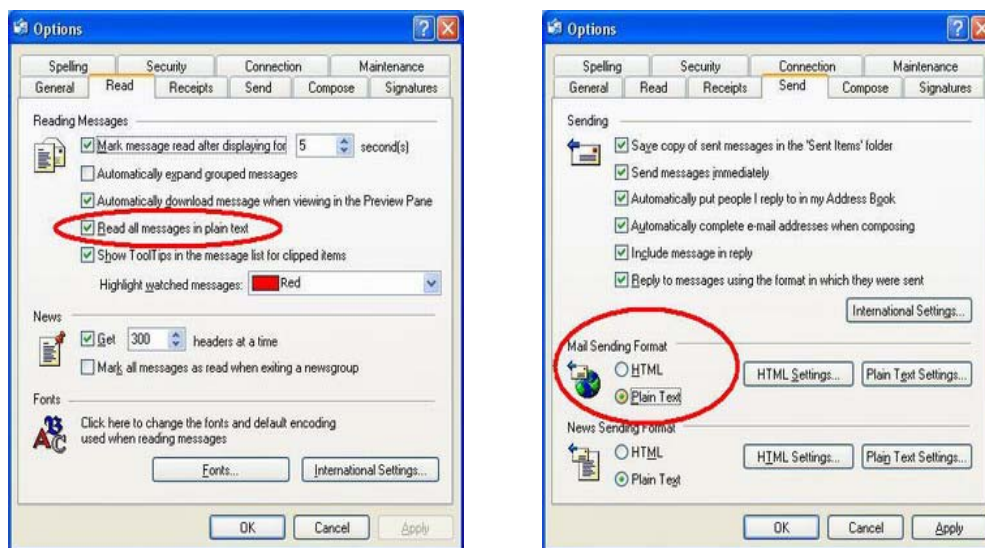 Options
Spelling Security Connection Maintenance
General Read Receipts Send Compose Signatures
Reading Messages
Mark message read after displaying for 5 second(s)
Automatically expand grouped messages
Automatically download message when viewing in the Preview Pane
Read all messages in plain text
Show ToolTips in the message list for clipped items
Highlight watched messages: Red
News
Get 300 headers at a time
Mark all messages as read when exiting a newsgroup
Fonts
Click here to change the fonts and default encoding
used when reading messages
Fonts... International Settings...
OK Cancel Apply
Options
Spelling Security Connection Maintenance
General Read Receipts Send Compose Signatures
Sending
Save copy of sent messages in the 'Sent Items' folder
Send messages immediately
Automatically put people I reply to in my Address Book
Automatically complete e-mail addresses when composing
Include message in reply
Reply to messages using the format in which they were sent
International Settings...
Mail Sending Format
HTML HTML Settings... Plain Text Settings...
Plain Text
News Sending Format
HTML HTML Settings... Plain Text Settings...
Plain Text
OK Cancel Apply